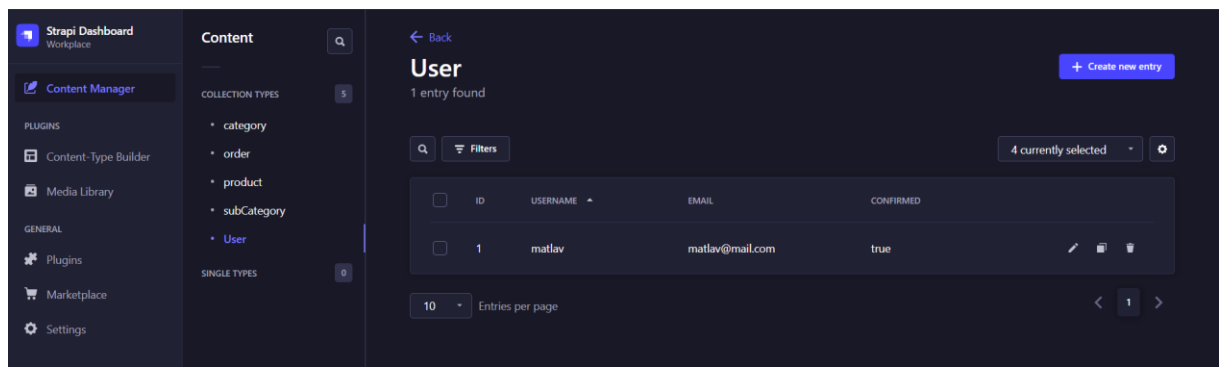 Strapi Dashboard
Workplace
Content Manager
PLUGINS
Content-Type Builder
Media Library
GENERAL
Plugins
Marketplace
Settings
Content
COLLECTION TYPES 5
category
order
product
subCategory
User
SINGLE TYPES 0
Back
User
1 entry found
Create new entry
Filters
4 currently selected
ID USERNAME EMAIL CONFIRMED
1 matlav matlav@mail.com true
10 Entries per page
1